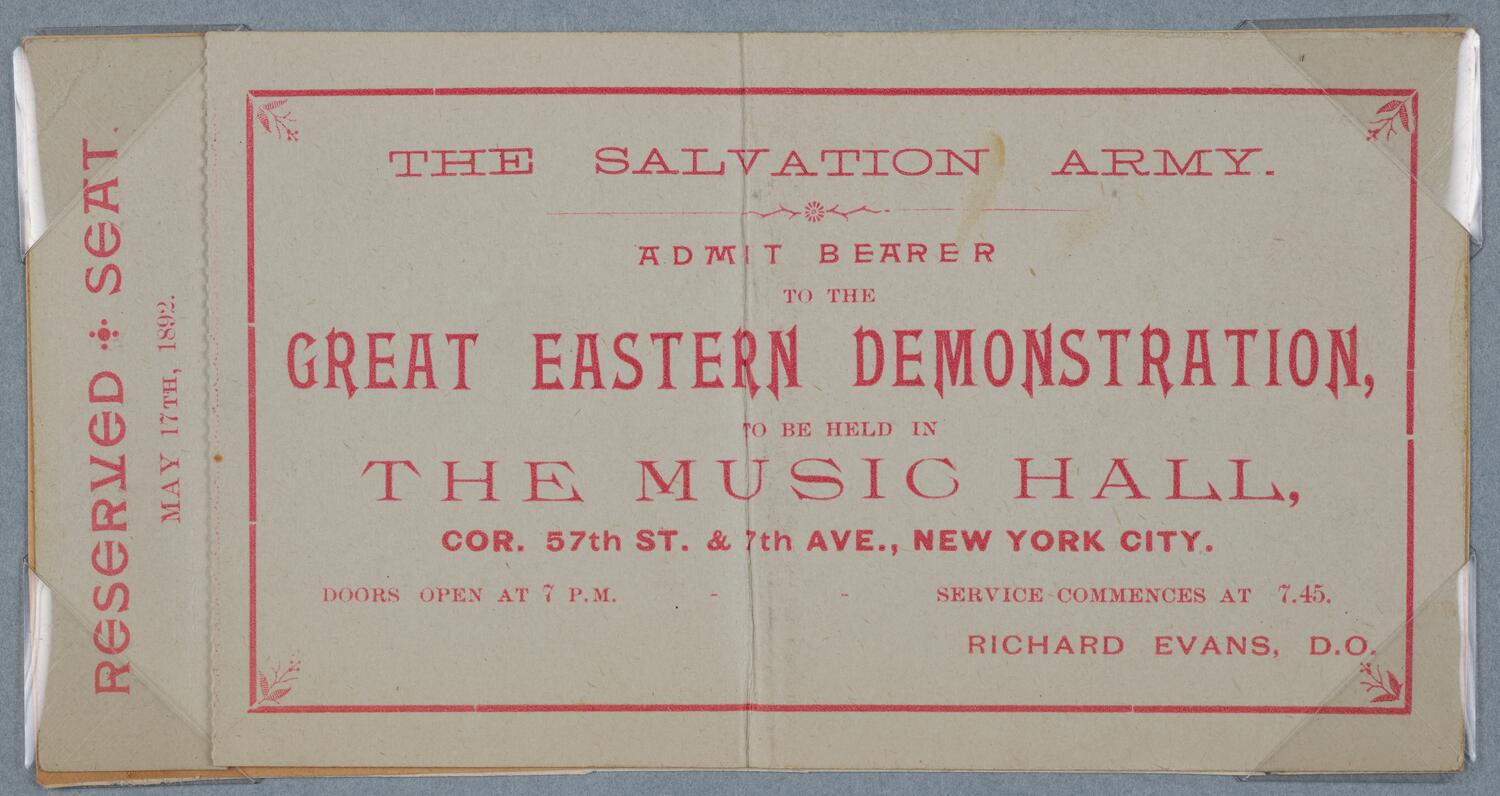 RESERVED SEAT.
MAY 17TH, 1892.
THE SALVATION ARMY.
ADMIT BEARER
TO THE
GREAT EASTERN DEMONSTRATION,
TO BE HELD IN
THE MUSIC HALL,
COR. 57th ST. & 7th AVE., NEW YORK CITY.
DOORS OPEN AT 7 P.M. - - SERVICE COMMENCES AT 7.45.
RICHARD EVANS, D.O.